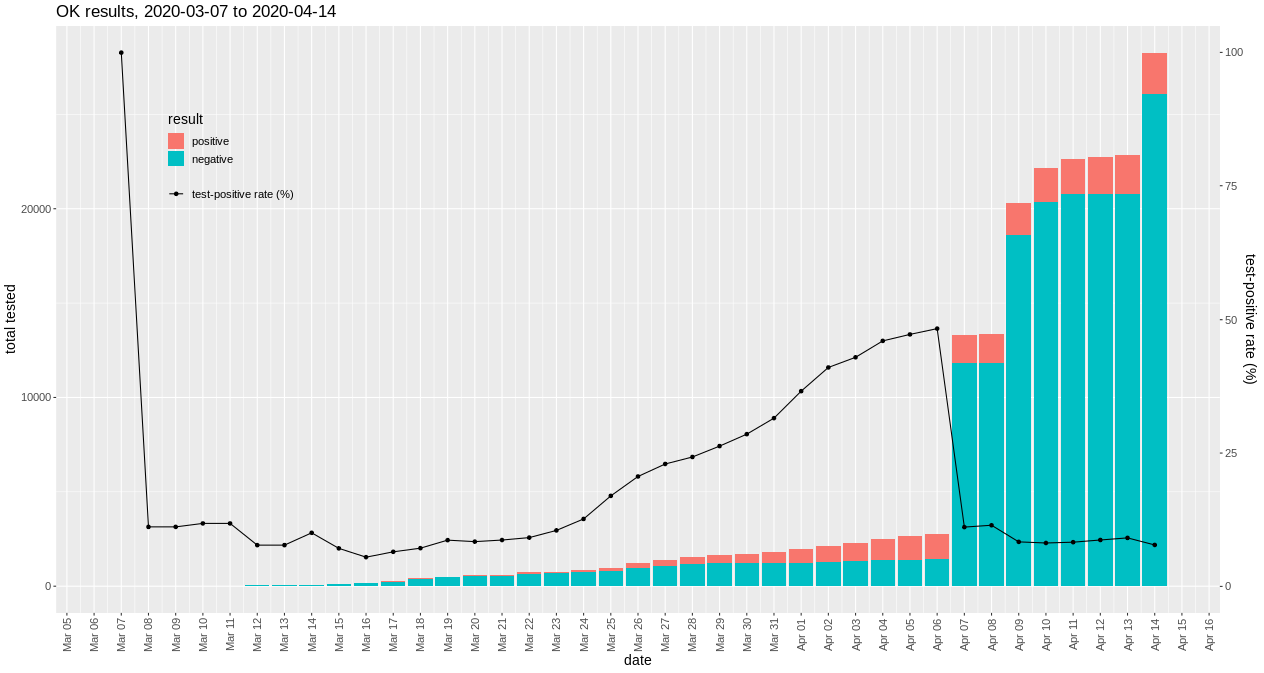 OK results, 2020-03-07 to 2020-04-14
result
positive
negative
test-positive rate (%)
total tested
20000
10000
0
100
75
50
25
0
test-positive rate (%)
Mar 05
Mar 06
Mar 07
Mar 08
Mar 09
Mar 10
Mar 11
Mar 12
Mar 13
Mar 14
Mar 15
Mar 16
Mar 17
Mar 18
Mar 19
Mar 20
Mar 21
Mar 22
Mar 23
Mar 24
Mar 25
Mar 26
Mar 27
Mar 28
Mar 29
Mar 30
Mar 31
Apr 01
Apr 02
Apr 03
Apr 04
Apr 05
Apr 06
Apr 07
Apr 08
Apr 09
Apr 10
Apr 11
Apr 12
Apr 13
Apr 14
Apr 15
Apr 16
date